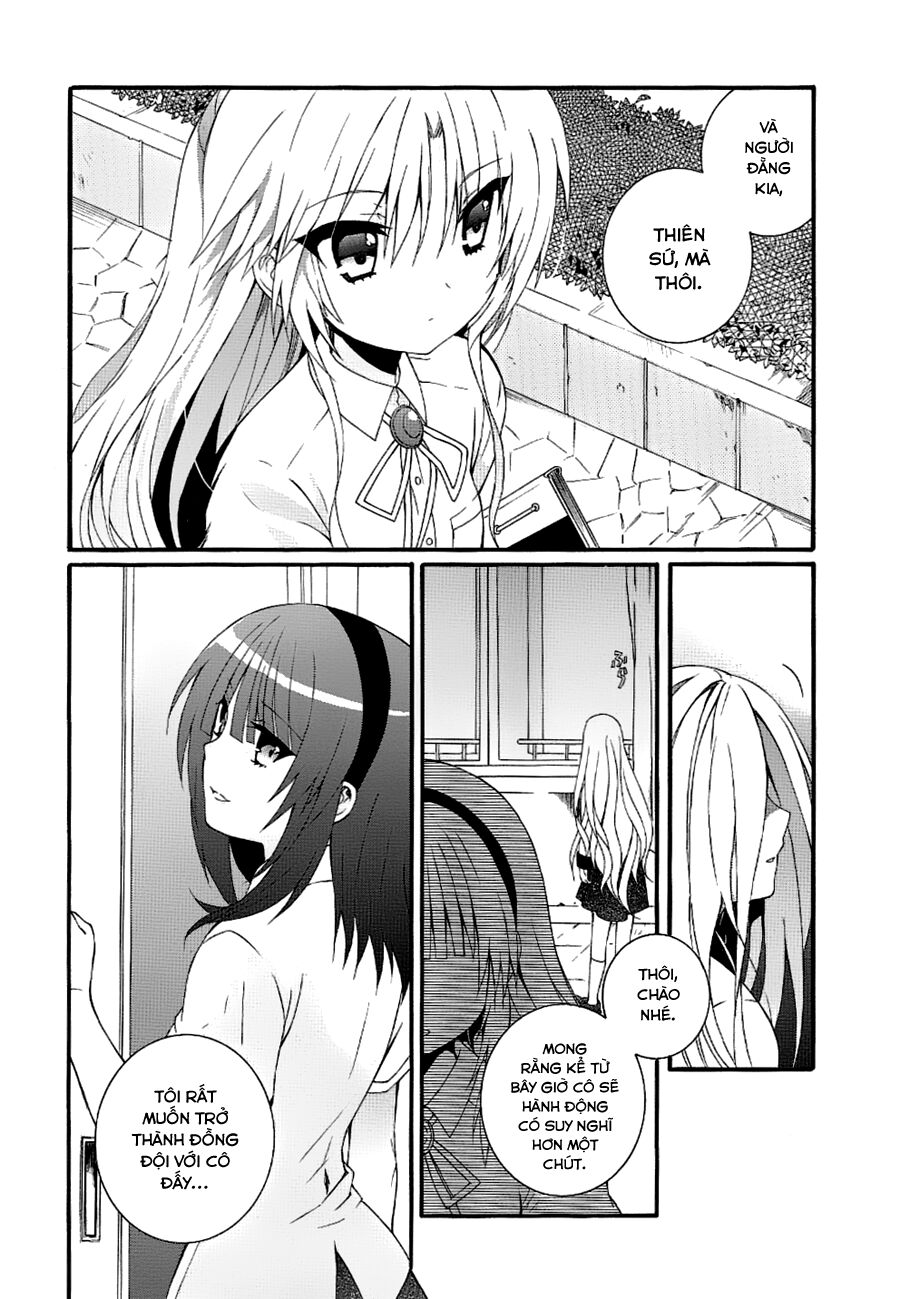 VÀ
NGƯỜI
ĐẰNG
KIA,
THIÊN
SỨ, MÀ
THÔI.
THÔI,
CHÀO
NHÉ.
MONG
RẰNG KỂ TỪ
BÂY GIỜ CÔ SẼ
HÀNH ĐỘNG
CÓ SUY NGHĨ
HƠN MỘT
CHÚT.
TÔI RẤT
MUỐN TRỞ
THÀNH ĐỒNG
ĐỘI VỚI CÔ
ĐẤY...